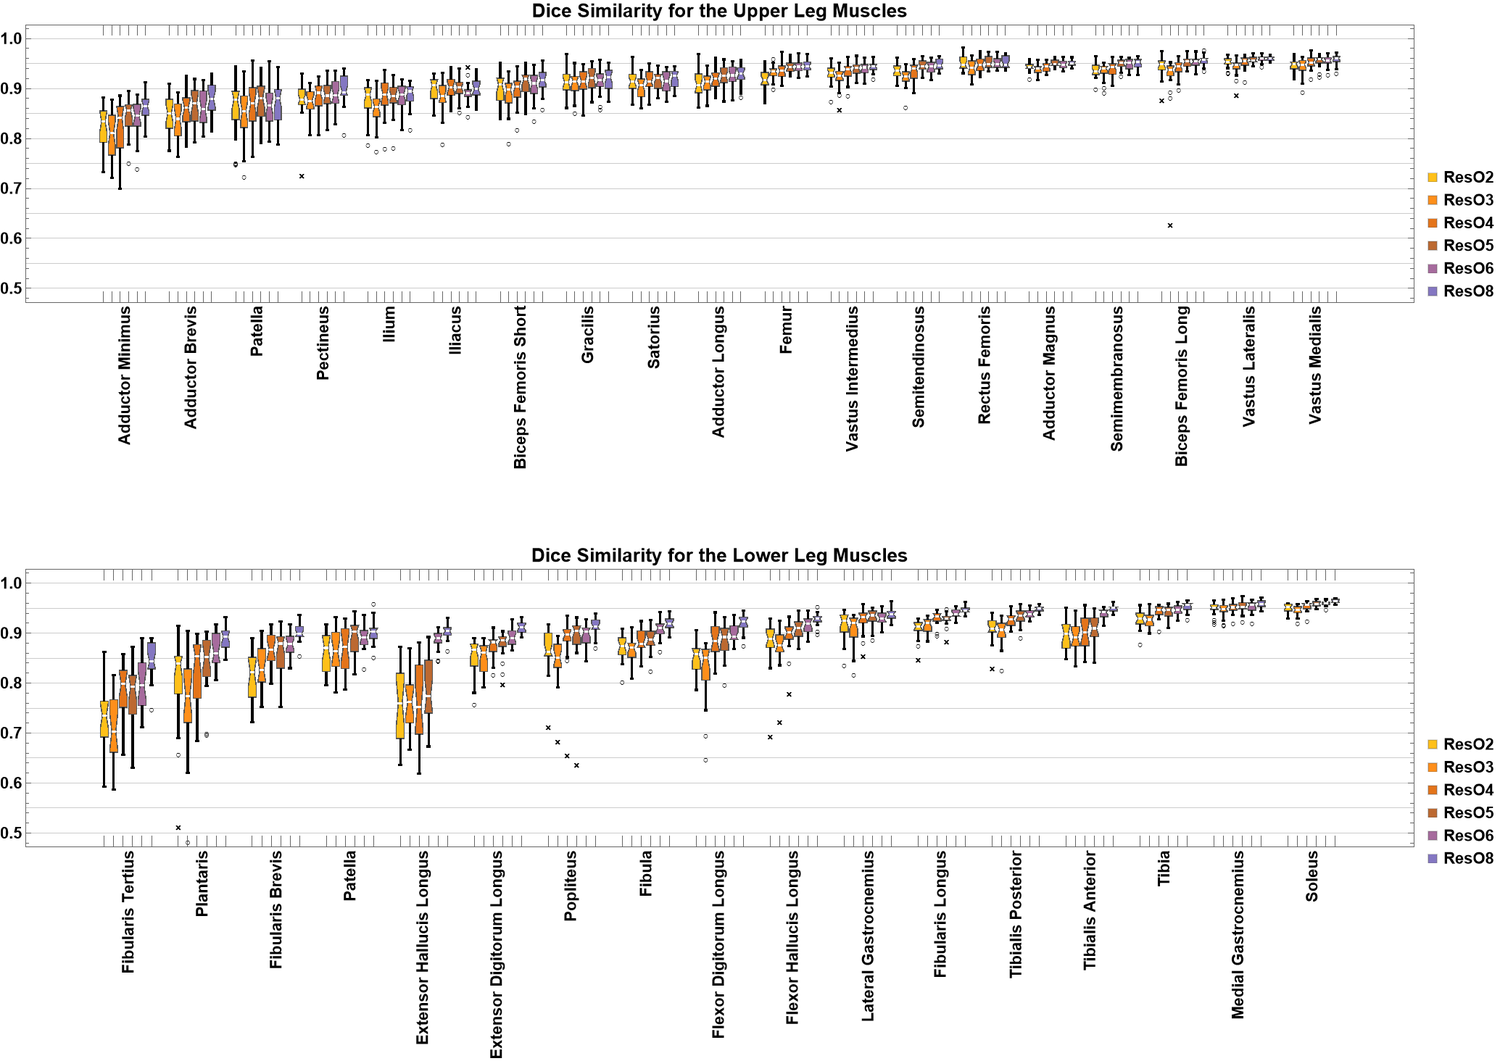 Dice Similarity for the Upper Leg Muscles
1.0
0.9
0.8
0.7
0.6
0.5
ResO2
ResO3
ResO4
ResO5
ResO6
ResO8
Adductor Minimus
Adductor Brevis
Patella
Pectineus
Ilium
Iliacus
Biceps Femoris Short
Gracilis
Satorius
Adductor Longus
Femur
Vastus Intermedius
Semitendinosus
Rectus Femoris
Adductor Magnus
Semimembranosus
Biceps Femoris Long
Vastus Lateralis
Vastus Medialis
Dice Similarity for the Lower Leg Muscles
1.0
0.9
0.8
0.7
0.6
0.5
ResO2
ResO3
ResO4
ResO5
ResO6
ResO8
Fibularis Tertius
Plantaris
Fibularis Brevis
Patella
Extensor Hallucis Longus
Extensor Digitorum Longus
Popliteus
Fibula
Flexor Digitorum Longus
Flexor Hallucis Longus
Lateral Gastrocnemius
Fibularis Longus
Tibialis Posterior
Tibialis Anterior
Tibia
Medial Gastrocnemius
Soleus